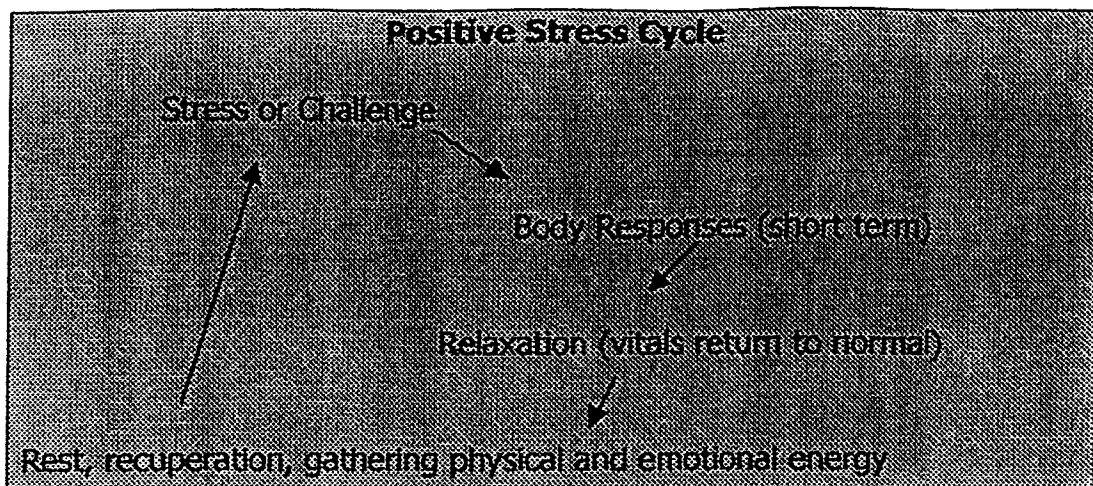 Positive Stress Cycle
Stress or Challenge
Body Responses (short term)
Relaxation (vitals return to normal)
Rest, recuperation, gathering physical and emotional energy